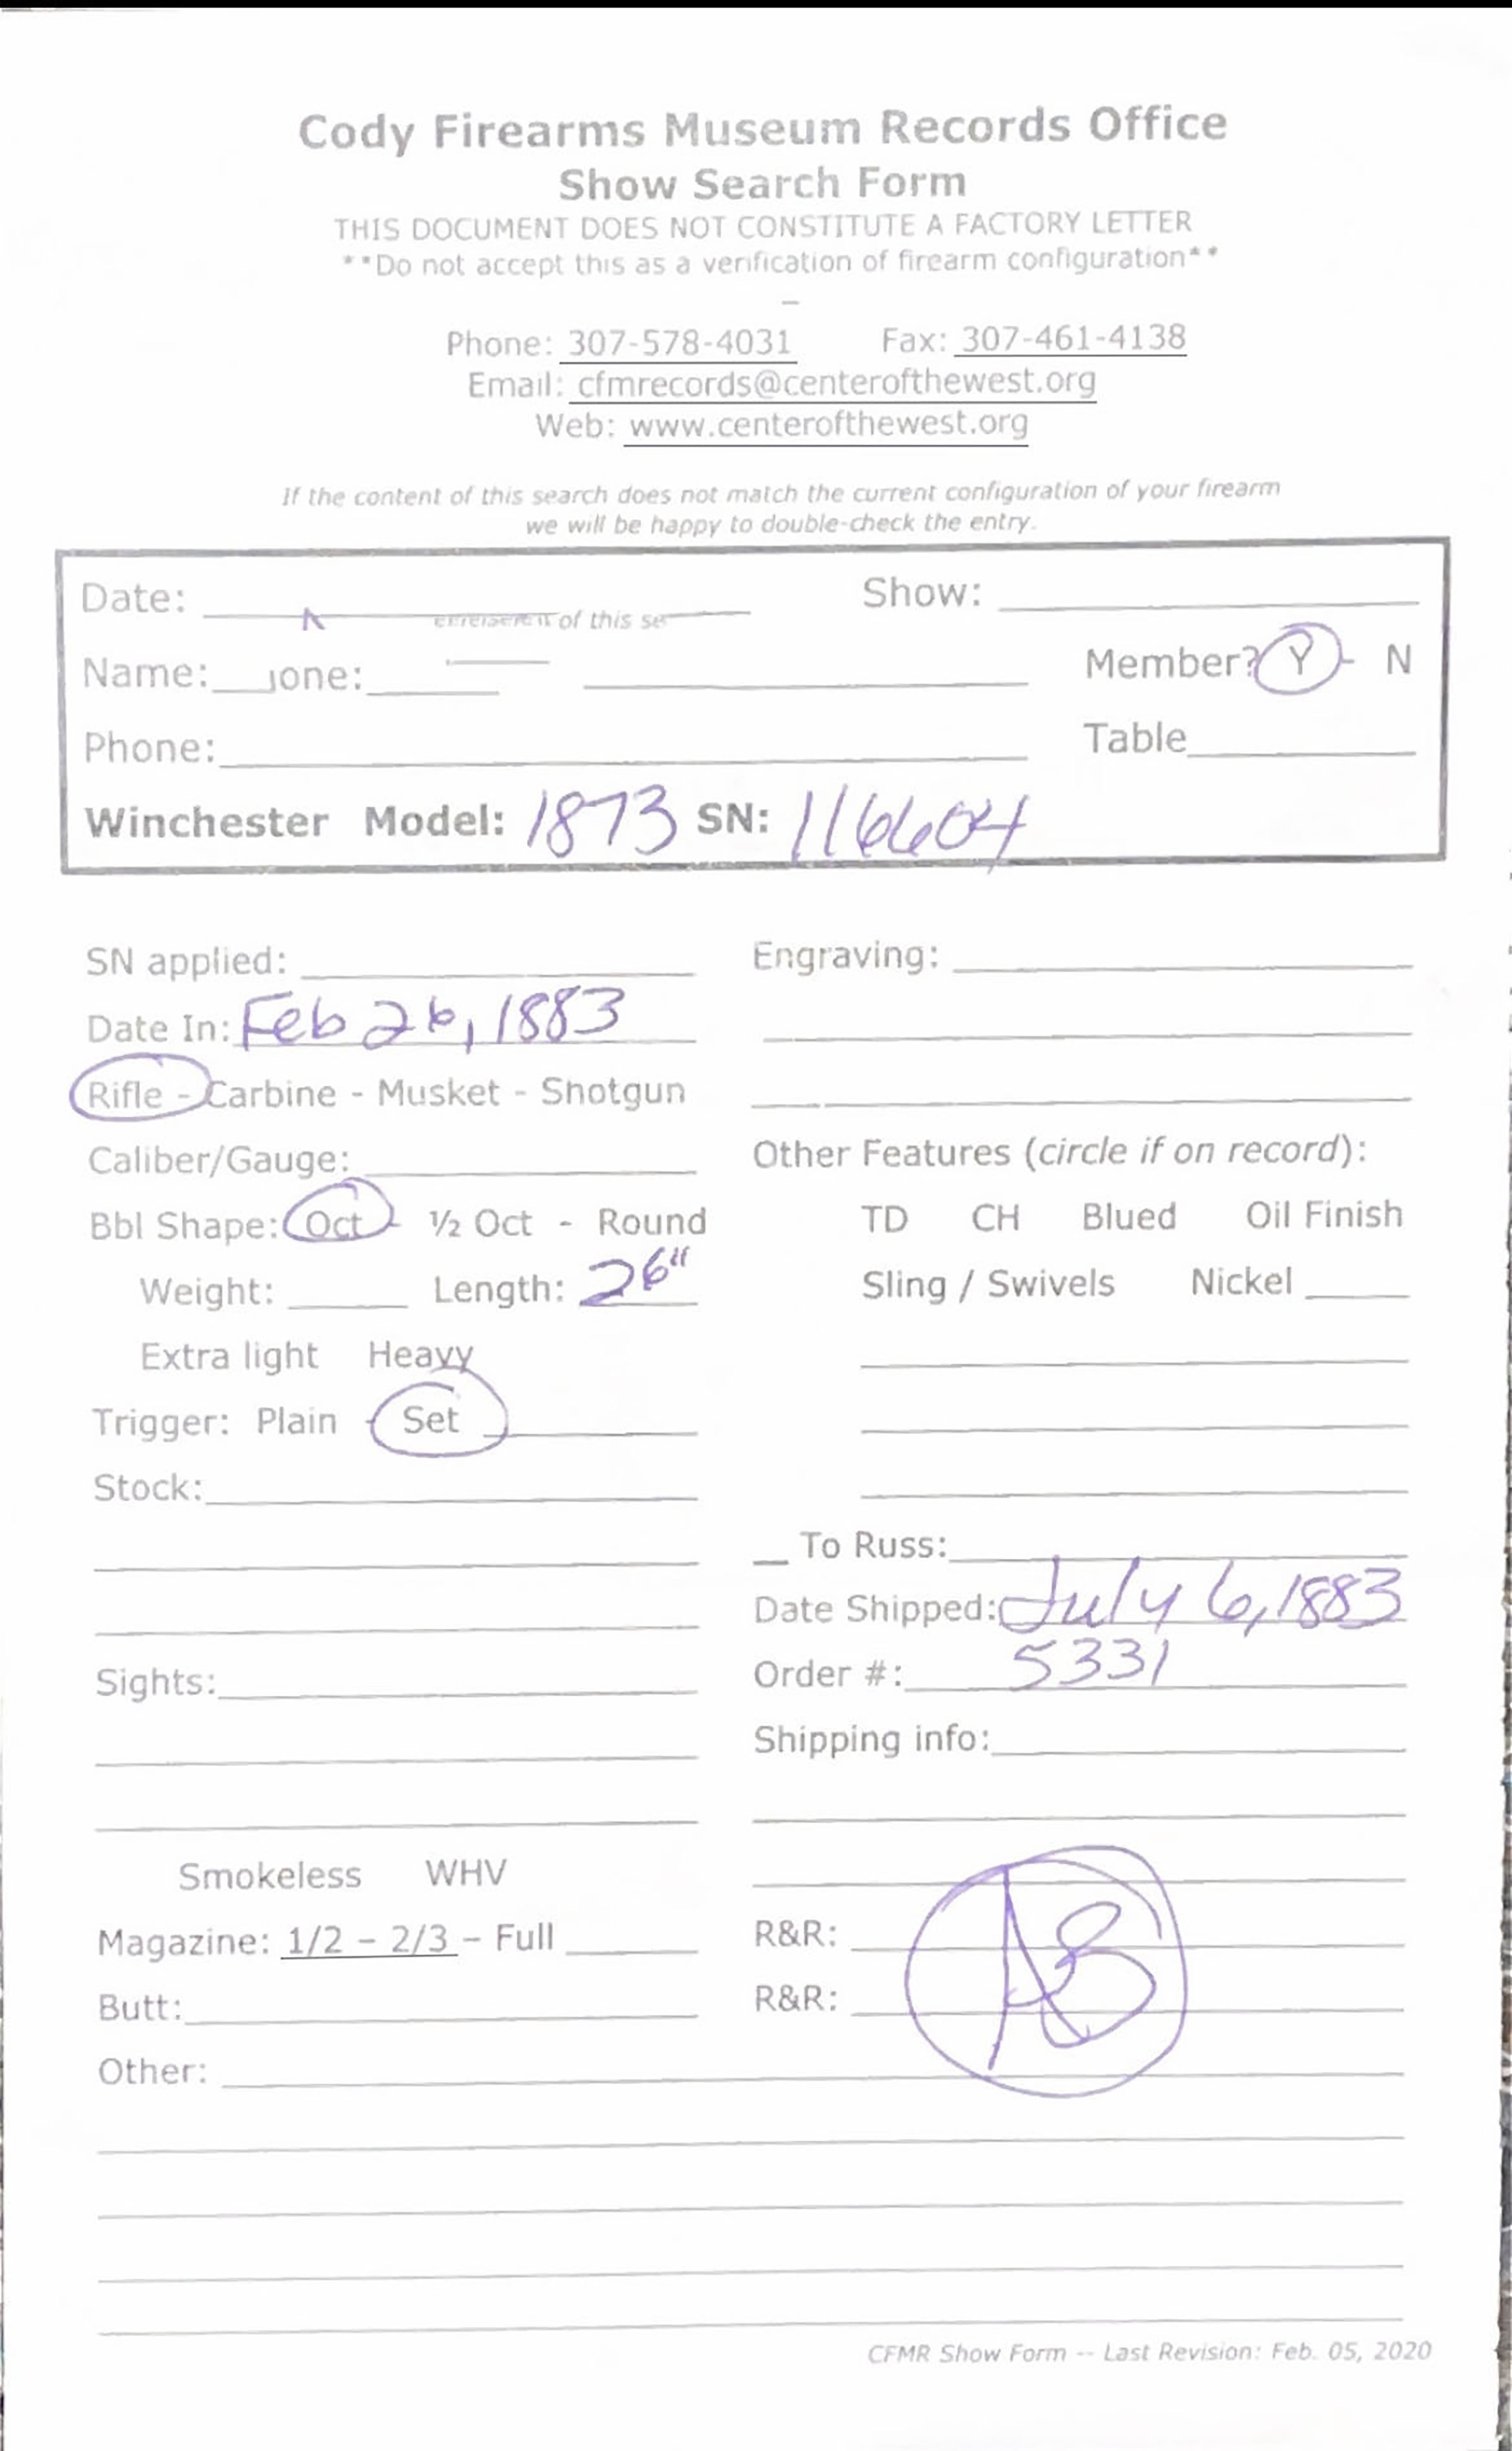 Cody Firearms Museum Records Office
Show Search Form
THIS DOCUMENT DOES NOT CONSTITUTE A FACTORY LETTER
**Do not accept this as a verification of firearm configuration**
–
Phone: 307-578-4031 Fax: 307-461-4138
Email: cfmrecords@centerofthewest.org
Web: www.centerofthewest.org
If the content of this search does not match the current configuration of your firearm
we will be happy to double-check the entry.
Date: of this se Show:
Name: one: Member? Y - N
Phone: Table
Winchester Model: 1873 SN: 116604
SN applied: Engraving:
Date In: Feb 26, 1883
Rifle - Carbine - Musket - Shotgun
Caliber/Gauge: Other Features (circle if on record):
Bbl Shape: Oct - ½ Oct - Round TD CH Blued Oil Finish
Weight: Length: 26" Sling / Swivels Nickel
Extra light Heavy
Trigger: Plain - Set
Stock:
To Russ:
Date Shipped: July 6, 1883
Sights: Order #: 5331
Shipping info:
Smokeless WHV
Magazine: 1/2 – 2/3 – Full R&R:
Butt: R&R:
AB
Other:
CFMR Show Form -- Last Revision: Feb. 05, 2020